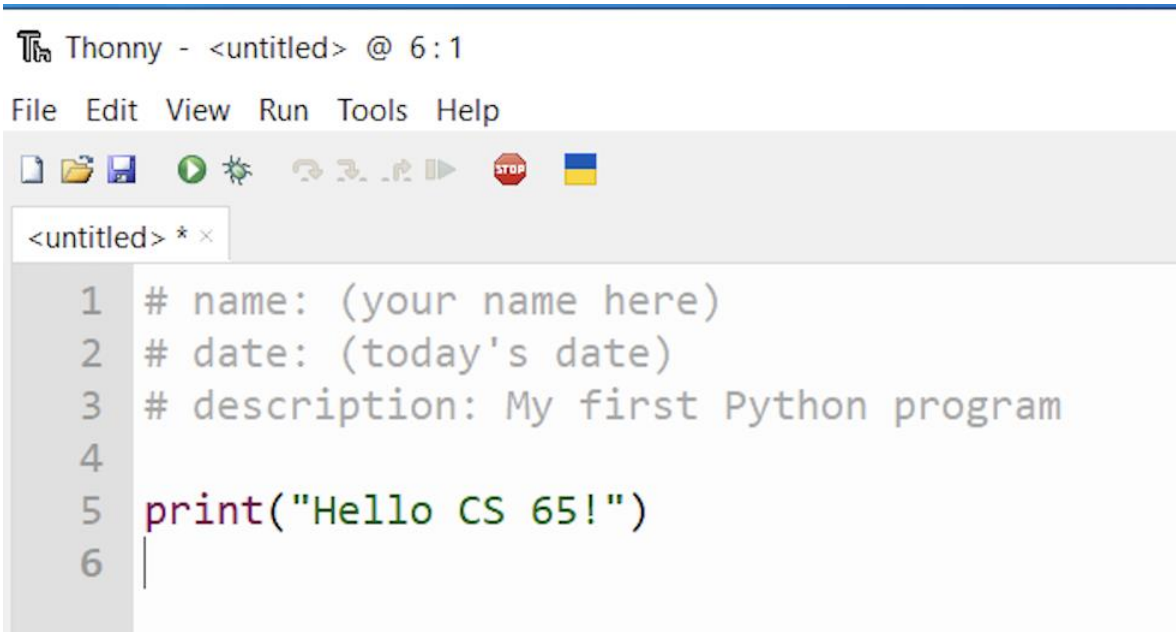 Thonny - <untitled> @ 6:1
File Edit View Run Tools Help
STOP
<untitled> * ×
1 # name: (your name here)
2 # date: (today's date)
3 # description: My first Python program
4
5 print("Hello CS 65!")
6